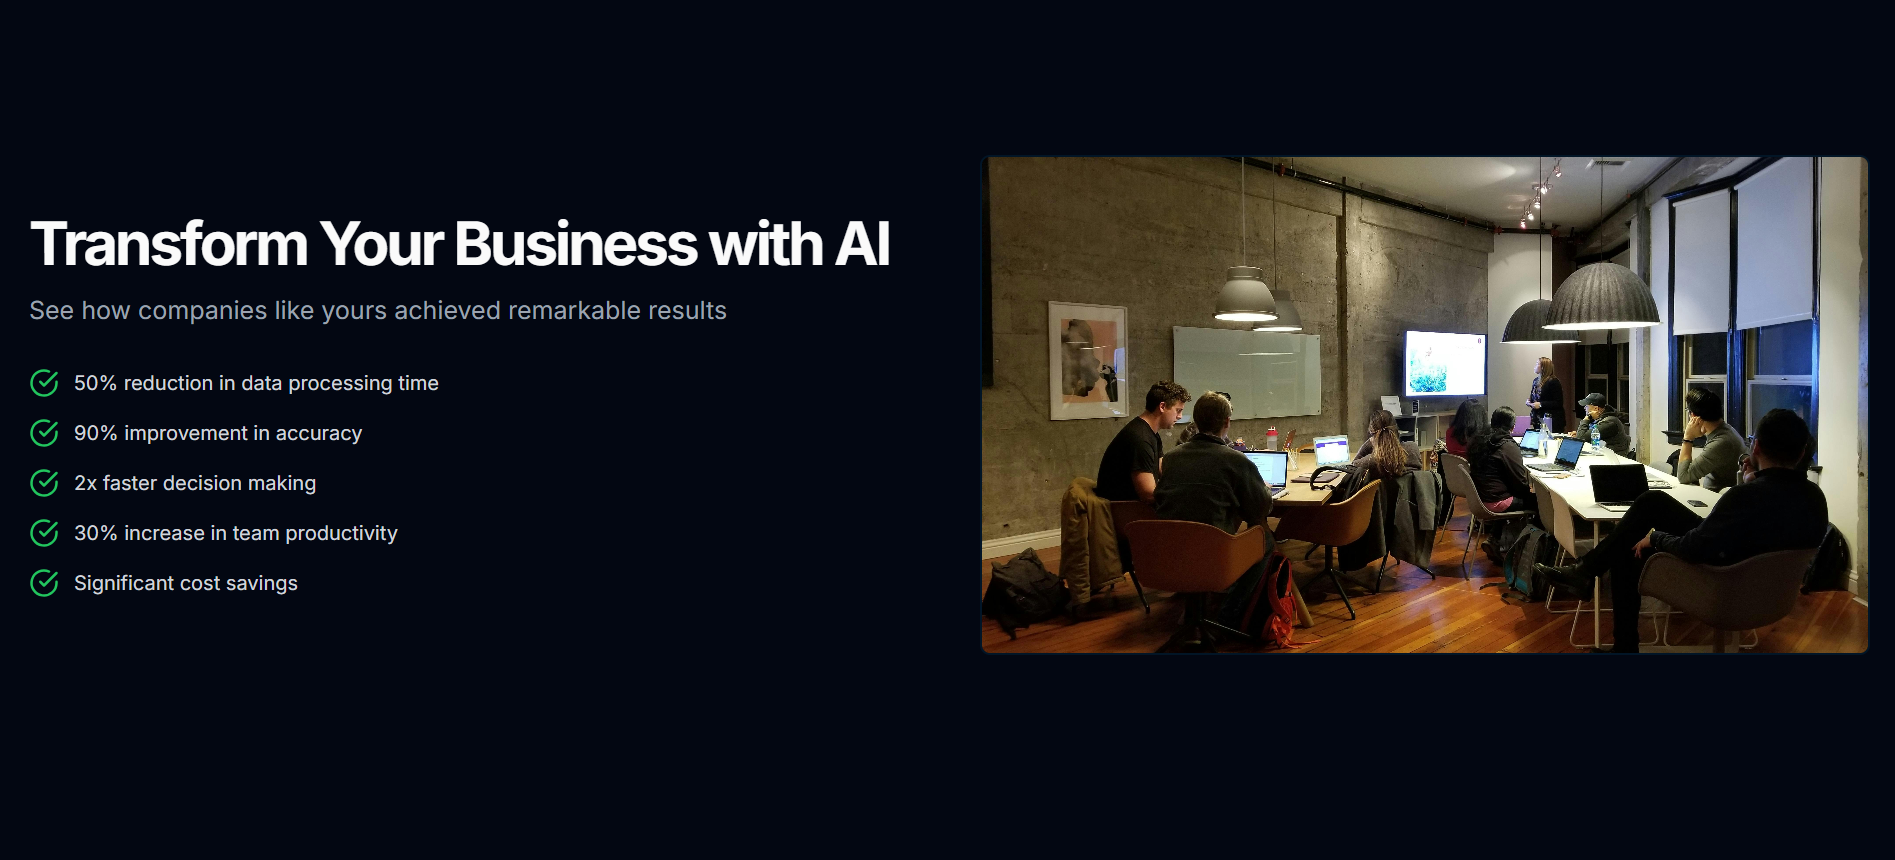 Transform Your Business with AI
See how companies like yours achieved remarkable results
50% reduction in data processing time
90% improvement in accuracy
2x faster decision making
30% increase in team productivity
Significant cost savings